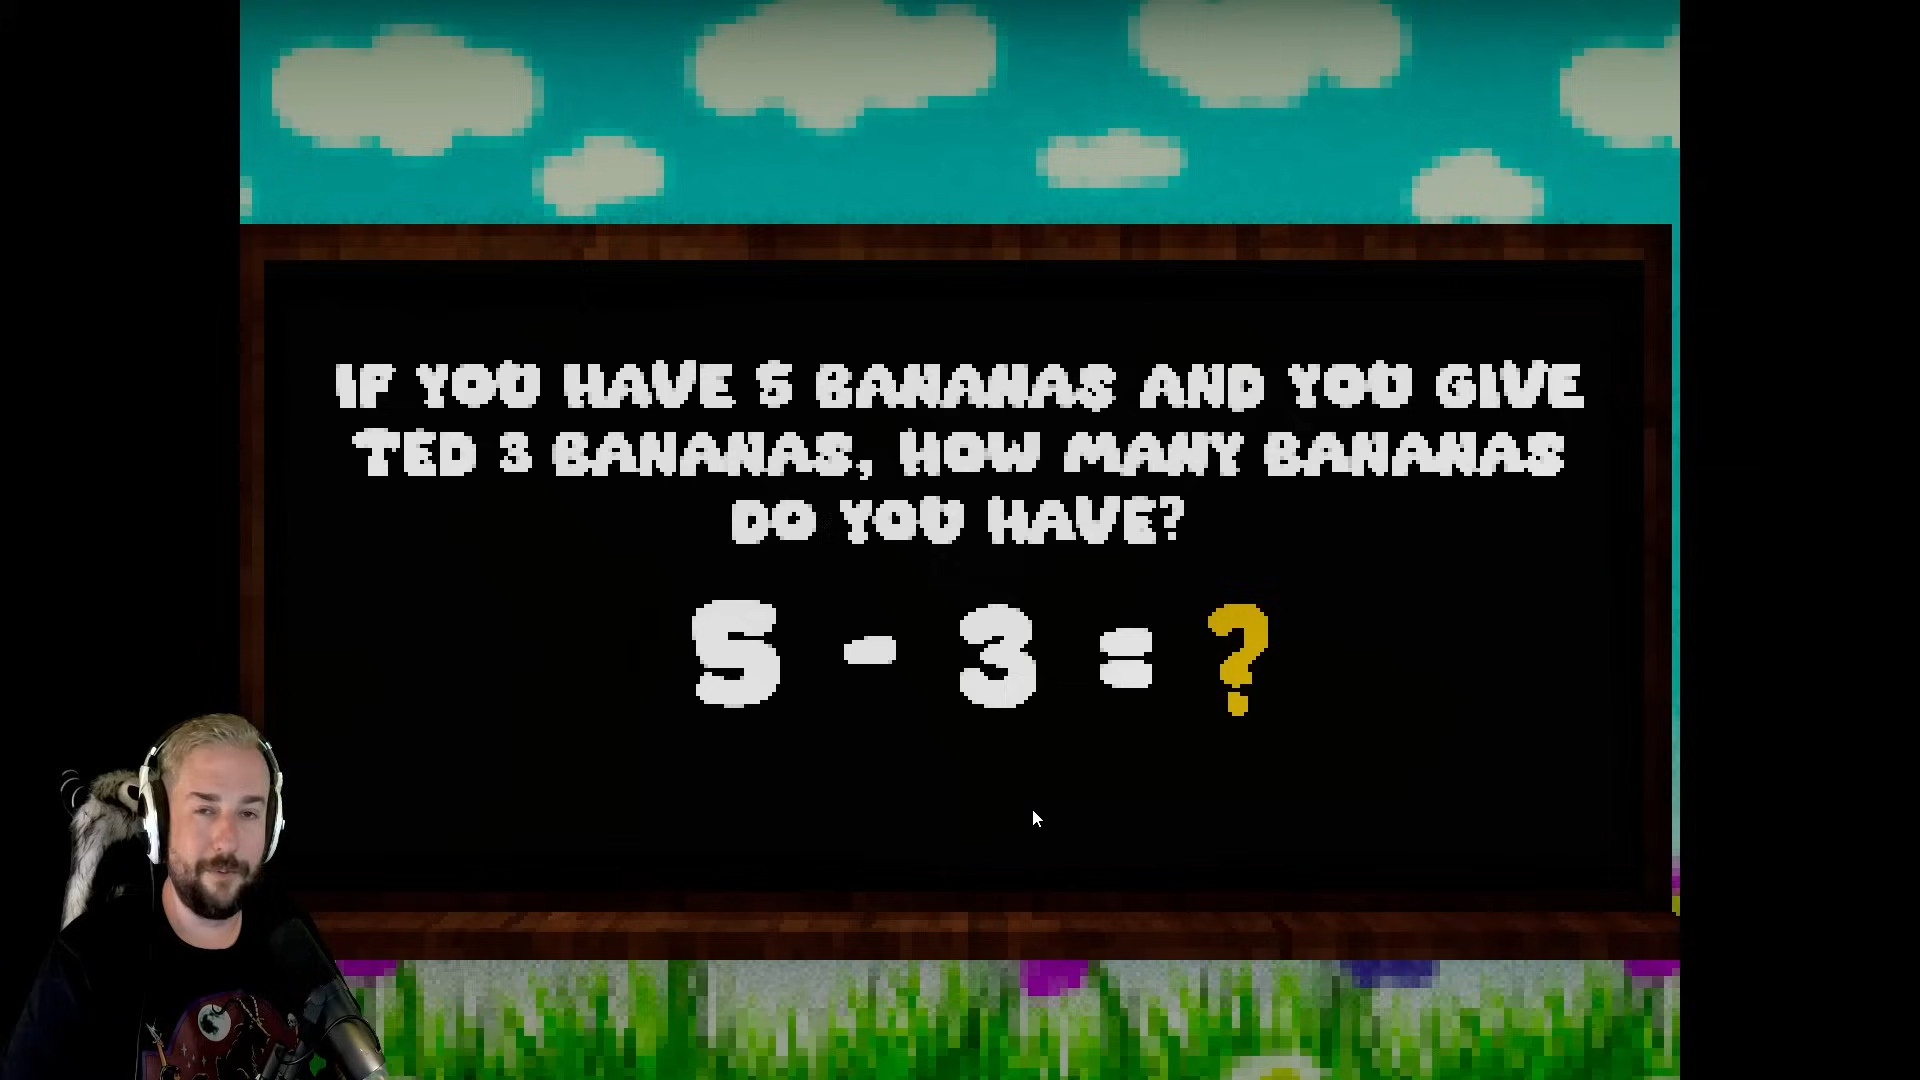 IF YOU HAVE 5 BANANAS AND YOU GIVE
TED 3 BANANAS, HOW MANY BANANAS
DO YOU HAVE?
5 - 3 = ?